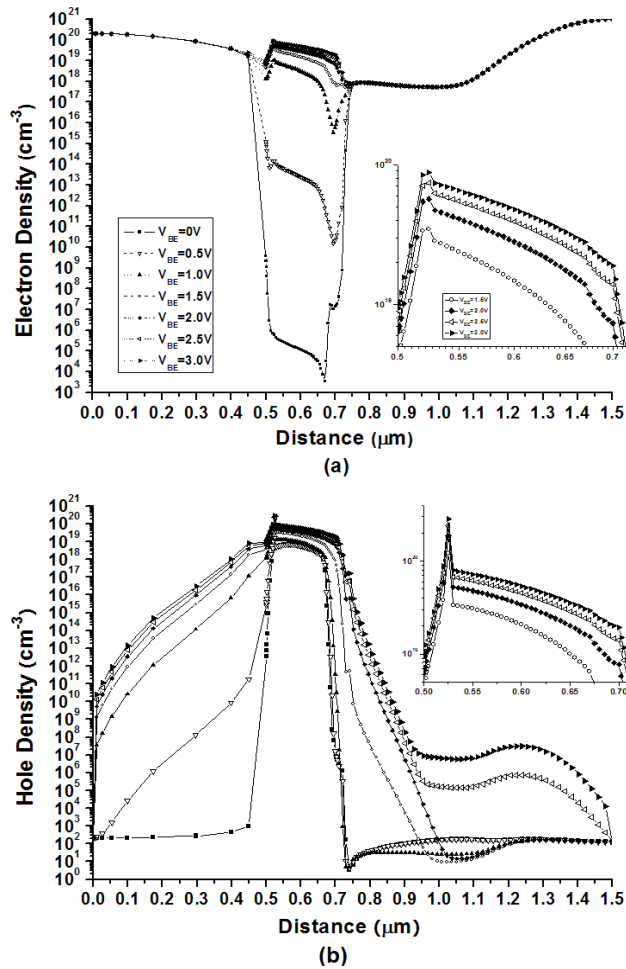 10²¹
10²⁰
10¹⁹
10¹⁸
10¹⁷
10¹⁶
10¹⁵
10¹⁴
10¹³
10¹²
10¹¹
10¹⁰
10⁹
10⁸
10⁷
10⁶
10⁵
10⁴
10³
Electron Density (cm⁻³)
V_BE=0V
V_BE=0.5V
V_BE=1.0V
V_BE=1.5V
V_BE=2.0V
V_BE=2.5V
V_BE=3.0V
10²⁰
10¹⁹
V_BE=2.0V
0.5 0.55 0.6 0.65 0.7
0.0 0.1 0.2 0.3 0.4 0.5 0.6 0.7 0.8 0.9 1.0 1.1 1.2 1.3 1.4 1.5
Distance (μm)
(a)
10²¹
10²⁰
10¹⁹
10¹⁸
10¹⁷
10¹⁶
10¹⁵
10¹⁴
10¹³
10¹²
10¹¹
10¹⁰
10⁹
10⁸
10⁷
10⁶
10⁵
10⁴
10³
10²
10¹
10⁰
Hole Density (cm⁻³)
10²⁰
10¹⁹
0.50 0.55 0.60 0.65 0.70
0.0 0.1 0.2 0.3 0.4 0.5 0.6 0.7 0.8 0.9 1.0 1.1 1.2 1.3 1.4 1.5
Distance (μm)
(b)